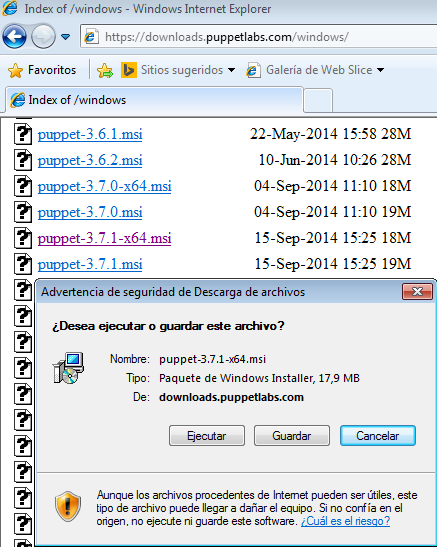 Index of /windows - Windows Internet Explorer
https://downloads.puppetlabs.com/windows/
Favoritos Sitios sugeridos Galería de Web Slice
Index of /windows
puppet-3.6.1.msi 22-May-2014 15:58 28M
puppet-3.6.2.msi 10-Jun-2014 10:26 28M
puppet-3.7.0-x64.msi 04-Sep-2014 11:10 18M
puppet-3.7.0.msi 04-Sep-2014 11:10 19M
puppet-3.7.1-x64.msi 15-Sep-2014 15:25 18M
puppet-3.7.1.msi 15-Sep-2014 15:25 19M
Advertencia de seguridad de Descarga de archivos
¿Desea ejecutar o guardar este archivo?
Nombre: puppet-3.7.1-x64.msi
Tipo: Paquete de Windows Installer, 17,9 MB
De: downloads.puppetlabs.com
Ejecutar Guardar Cancelar
Aunque los archivos procedentes de Internet pueden ser útiles, este
tipo de archivo puede llegar a dañar el equipo. Si no confía en el
origen, no ejecute ni guarde este software. ¿Cuál es el riesgo?